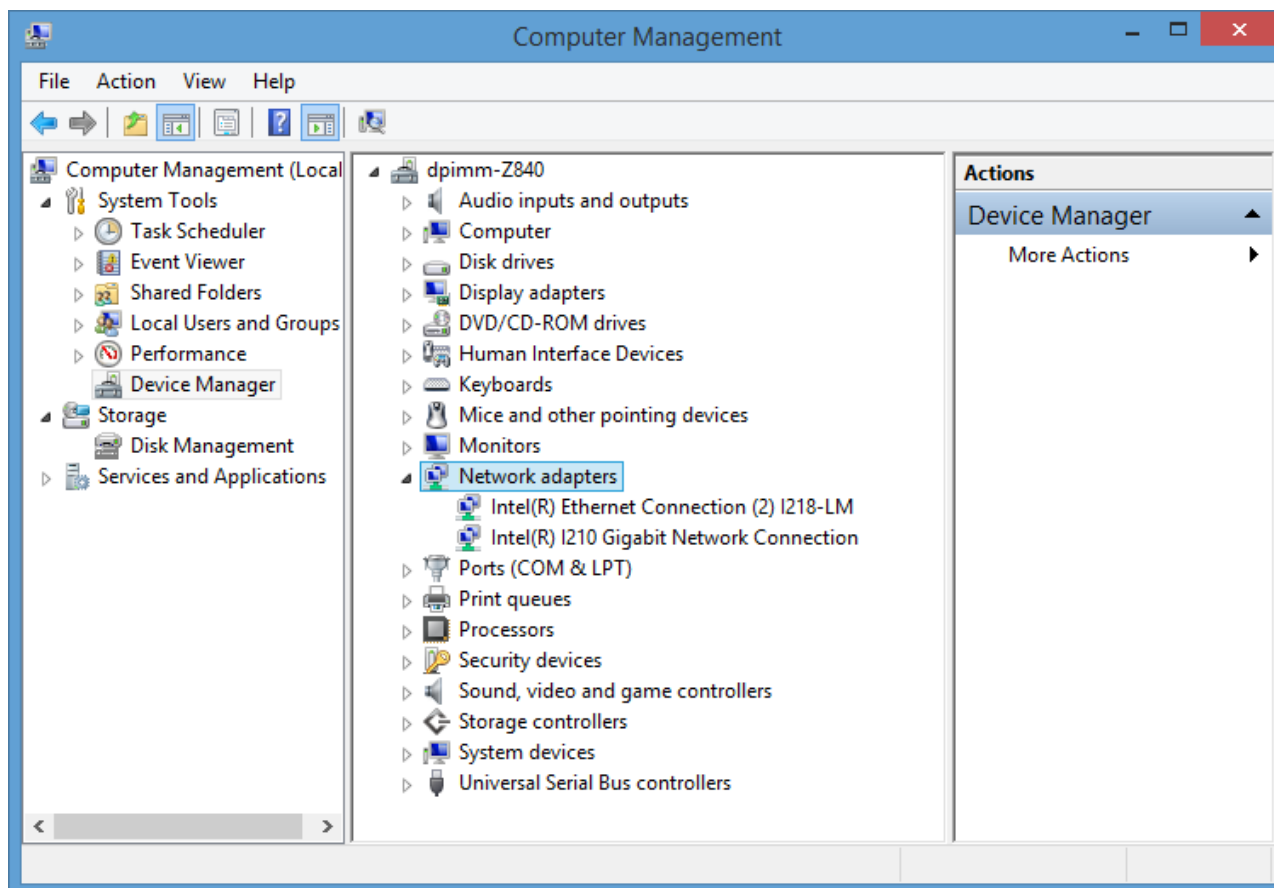 Computer Management
File Action View Help
Computer Management (Local
System Tools
Task Scheduler
Event Viewer
Shared Folders
Local Users and Groups
Performance
Device Manager
Storage
Disk Management
Services and Applications
dpimm-Z840
Audio inputs and outputs
Computer
Disk drives
Display adapters
DVD/CD-ROM drives
Human Interface Devices
Keyboards
Mice and other pointing devices
Monitors
Network adapters
Intel(R) Ethernet Connection (2) I218-LM
Intel(R) I210 Gigabit Network Connection
Ports (COM & LPT)
Print queues
Processors
Security devices
Sound, video and game controllers
Storage controllers
System devices
Universal Serial Bus controllers
Actions
Device Manager
More Actions